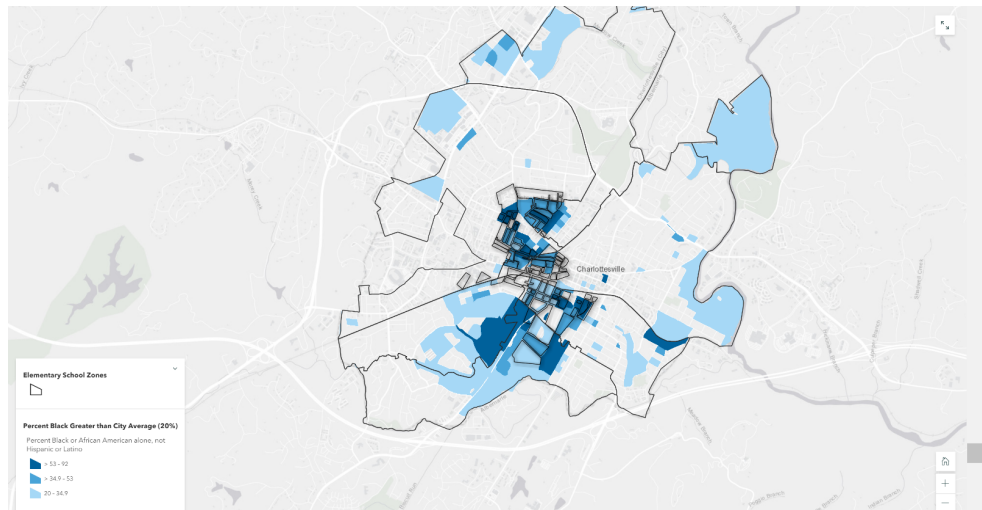 Charlottesville
Elementary School Zones
Percent Black Greater than City Average (20%)
Percent Black or African American alone, not
Hispanic or Latino
> 53 – 92
> 34.9 – 53
20 – 34.9